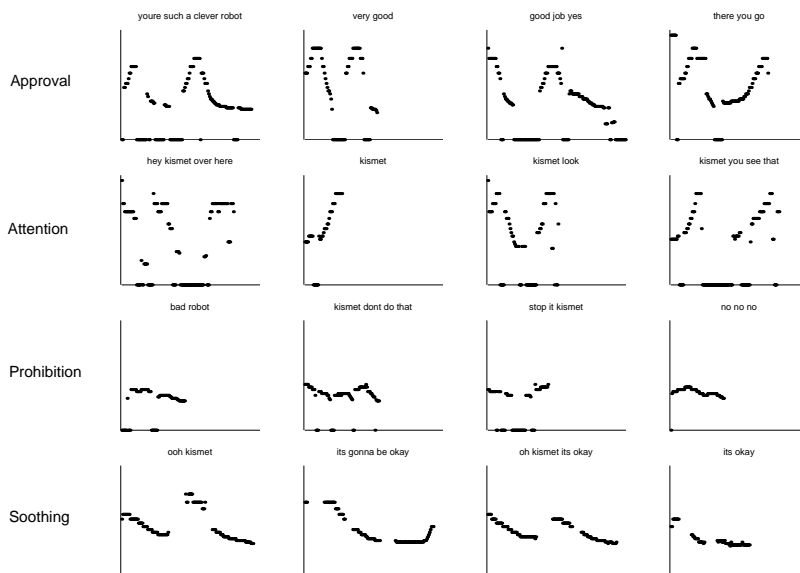 youre such a clever robot very good good job yes there you go
Approval
hey kismet over here kismet kismet look kismet you see that
Attention
bad robot kismet dont do that stop it kismet no no no
Prohibition
ooh kismet its gonna be okay oh kismet its okay its okay
Soothing